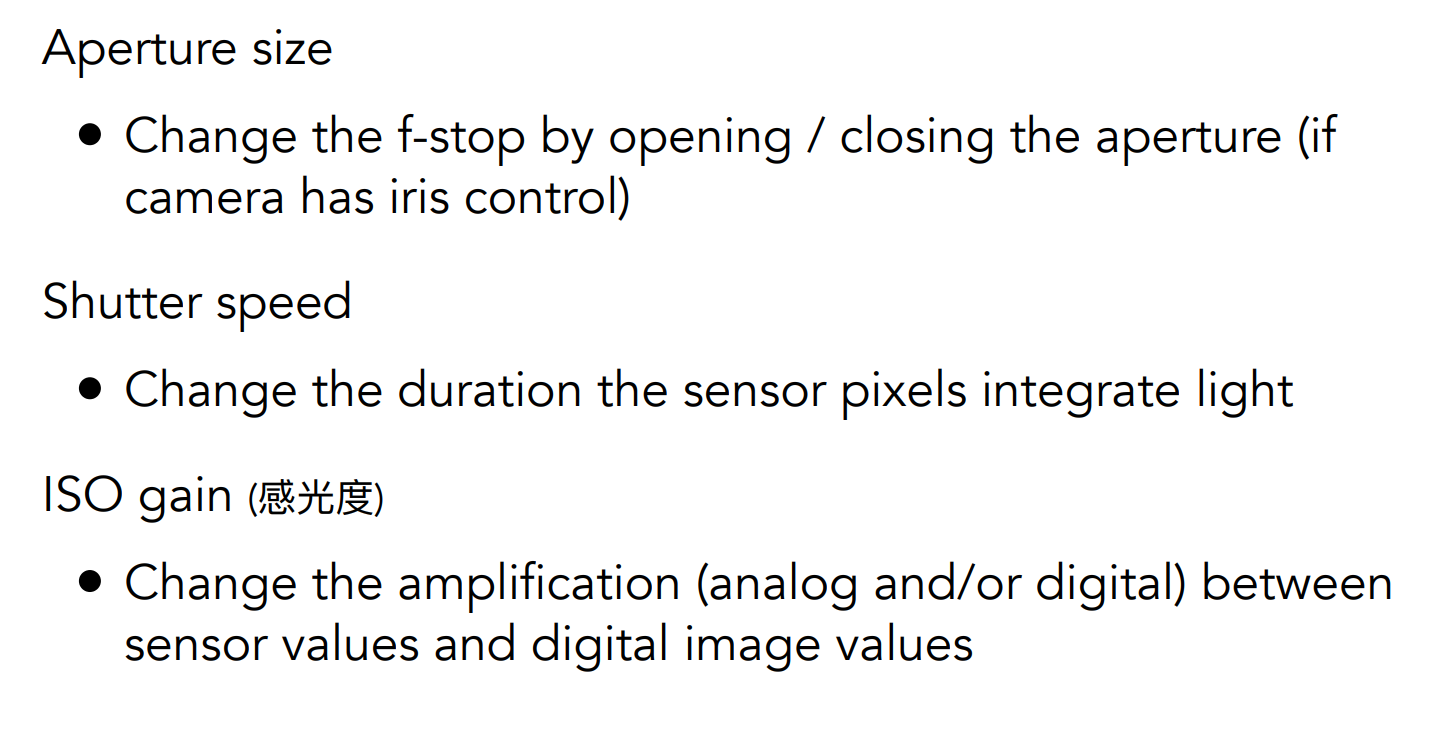 Aperture size
• Change the f-stop by opening / closing the aperture (if
camera has iris control)
Shutter speed
• Change the duration the sensor pixels integrate light
ISO gain (感光度)
• Change the amplification (analog and/or digital) between
sensor values and digital image values